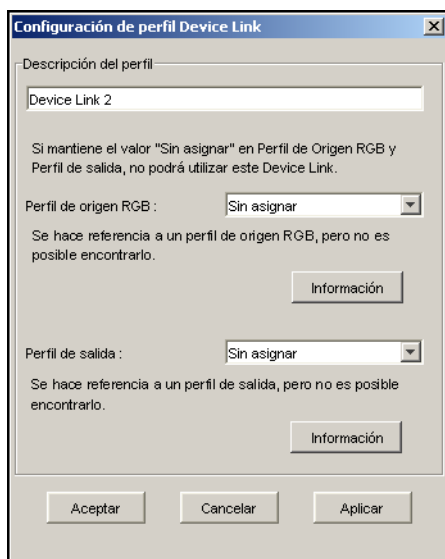 Configuración de perfil Device Link
Descripción del perfil
Device Link 2
Si mantiene el valor "Sin asignar" en Perfil de Origen RGB y
Perfil de salida, no podrá utilizar este Device Link.
Perfil de origen RGB : Sin asignar
Se hace referencia a un perfil de origen RGB, pero no es
posible encontrarlo.
Información
Perfil de salida : Sin asignar
Se hace referencia a un perfil de salida, pero no es posible
encontrarlo.
Información
Aceptar Cancelar Aplicar